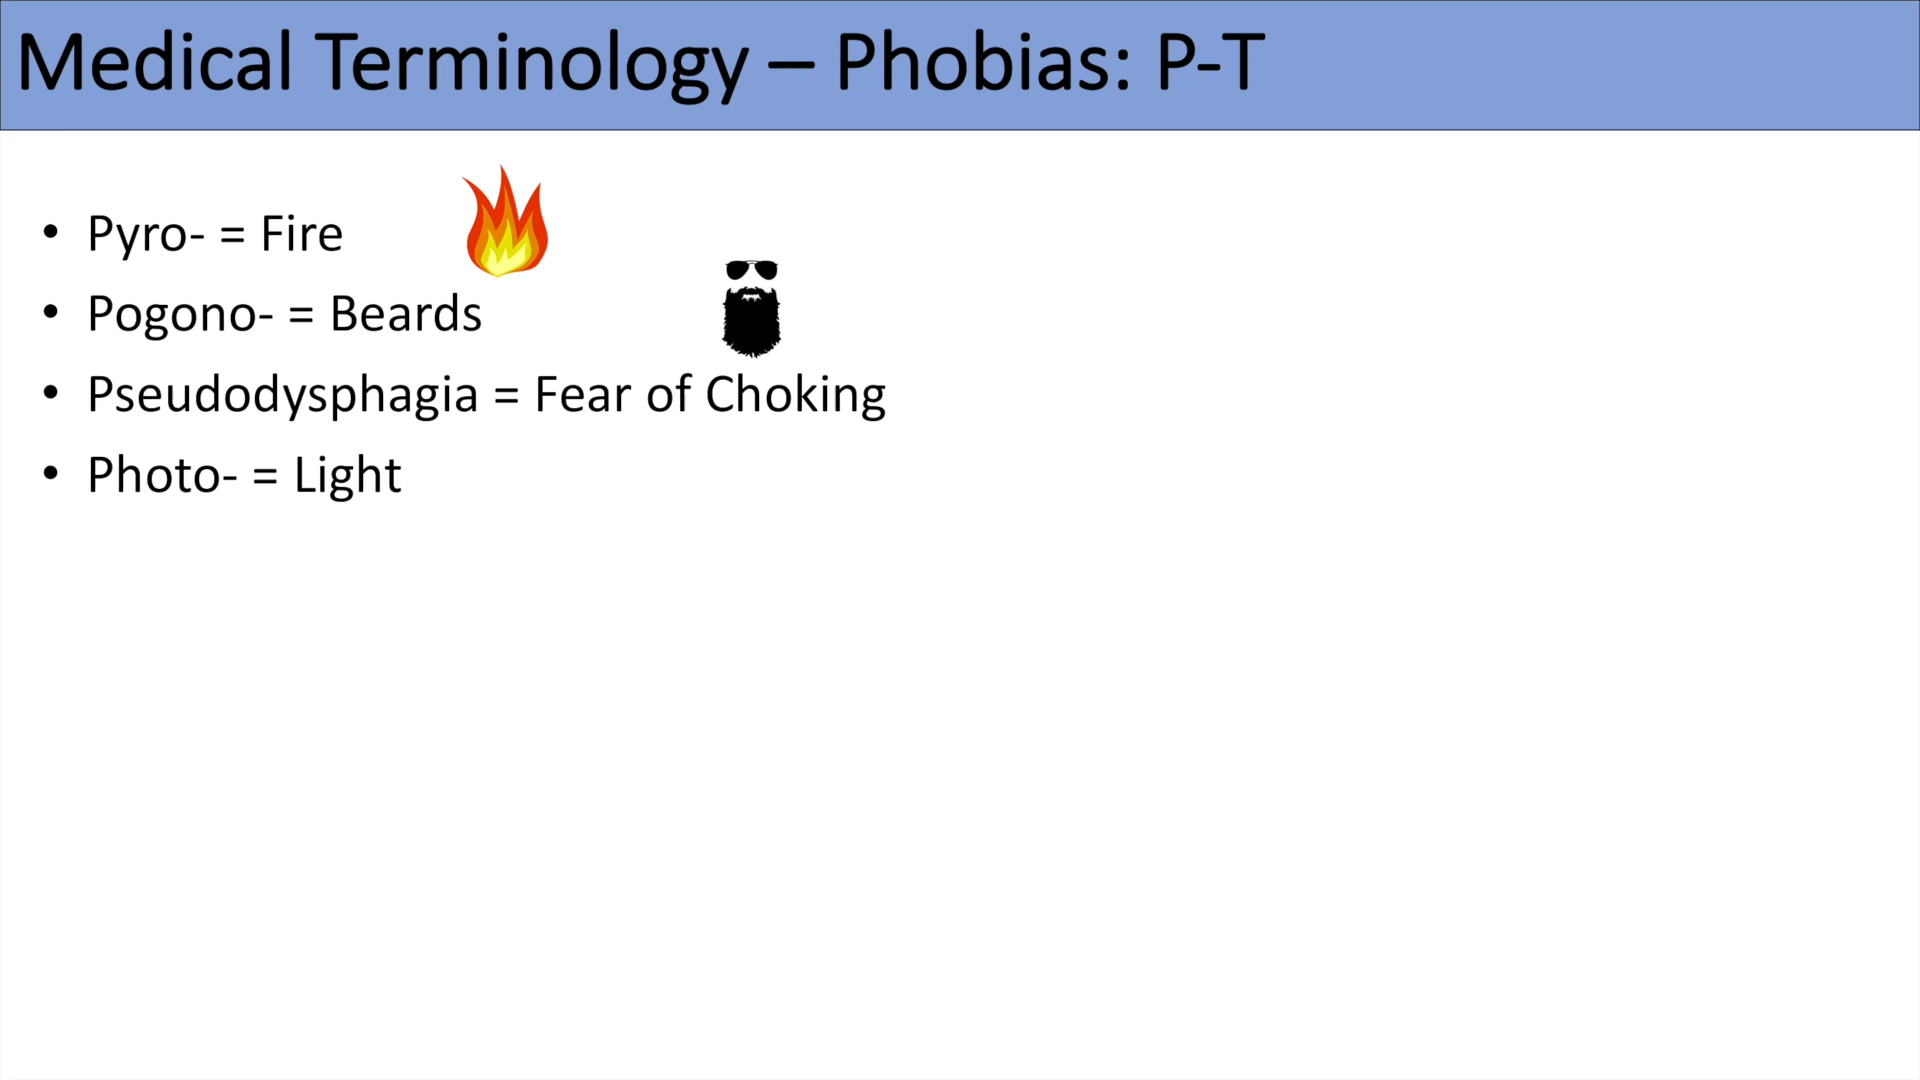 Medical Terminology – Phobias: P-T
• Pyro- = Fire
• Pogono- = Beards
• Pseudodysphagia = Fear of Choking
• Photo- = Light